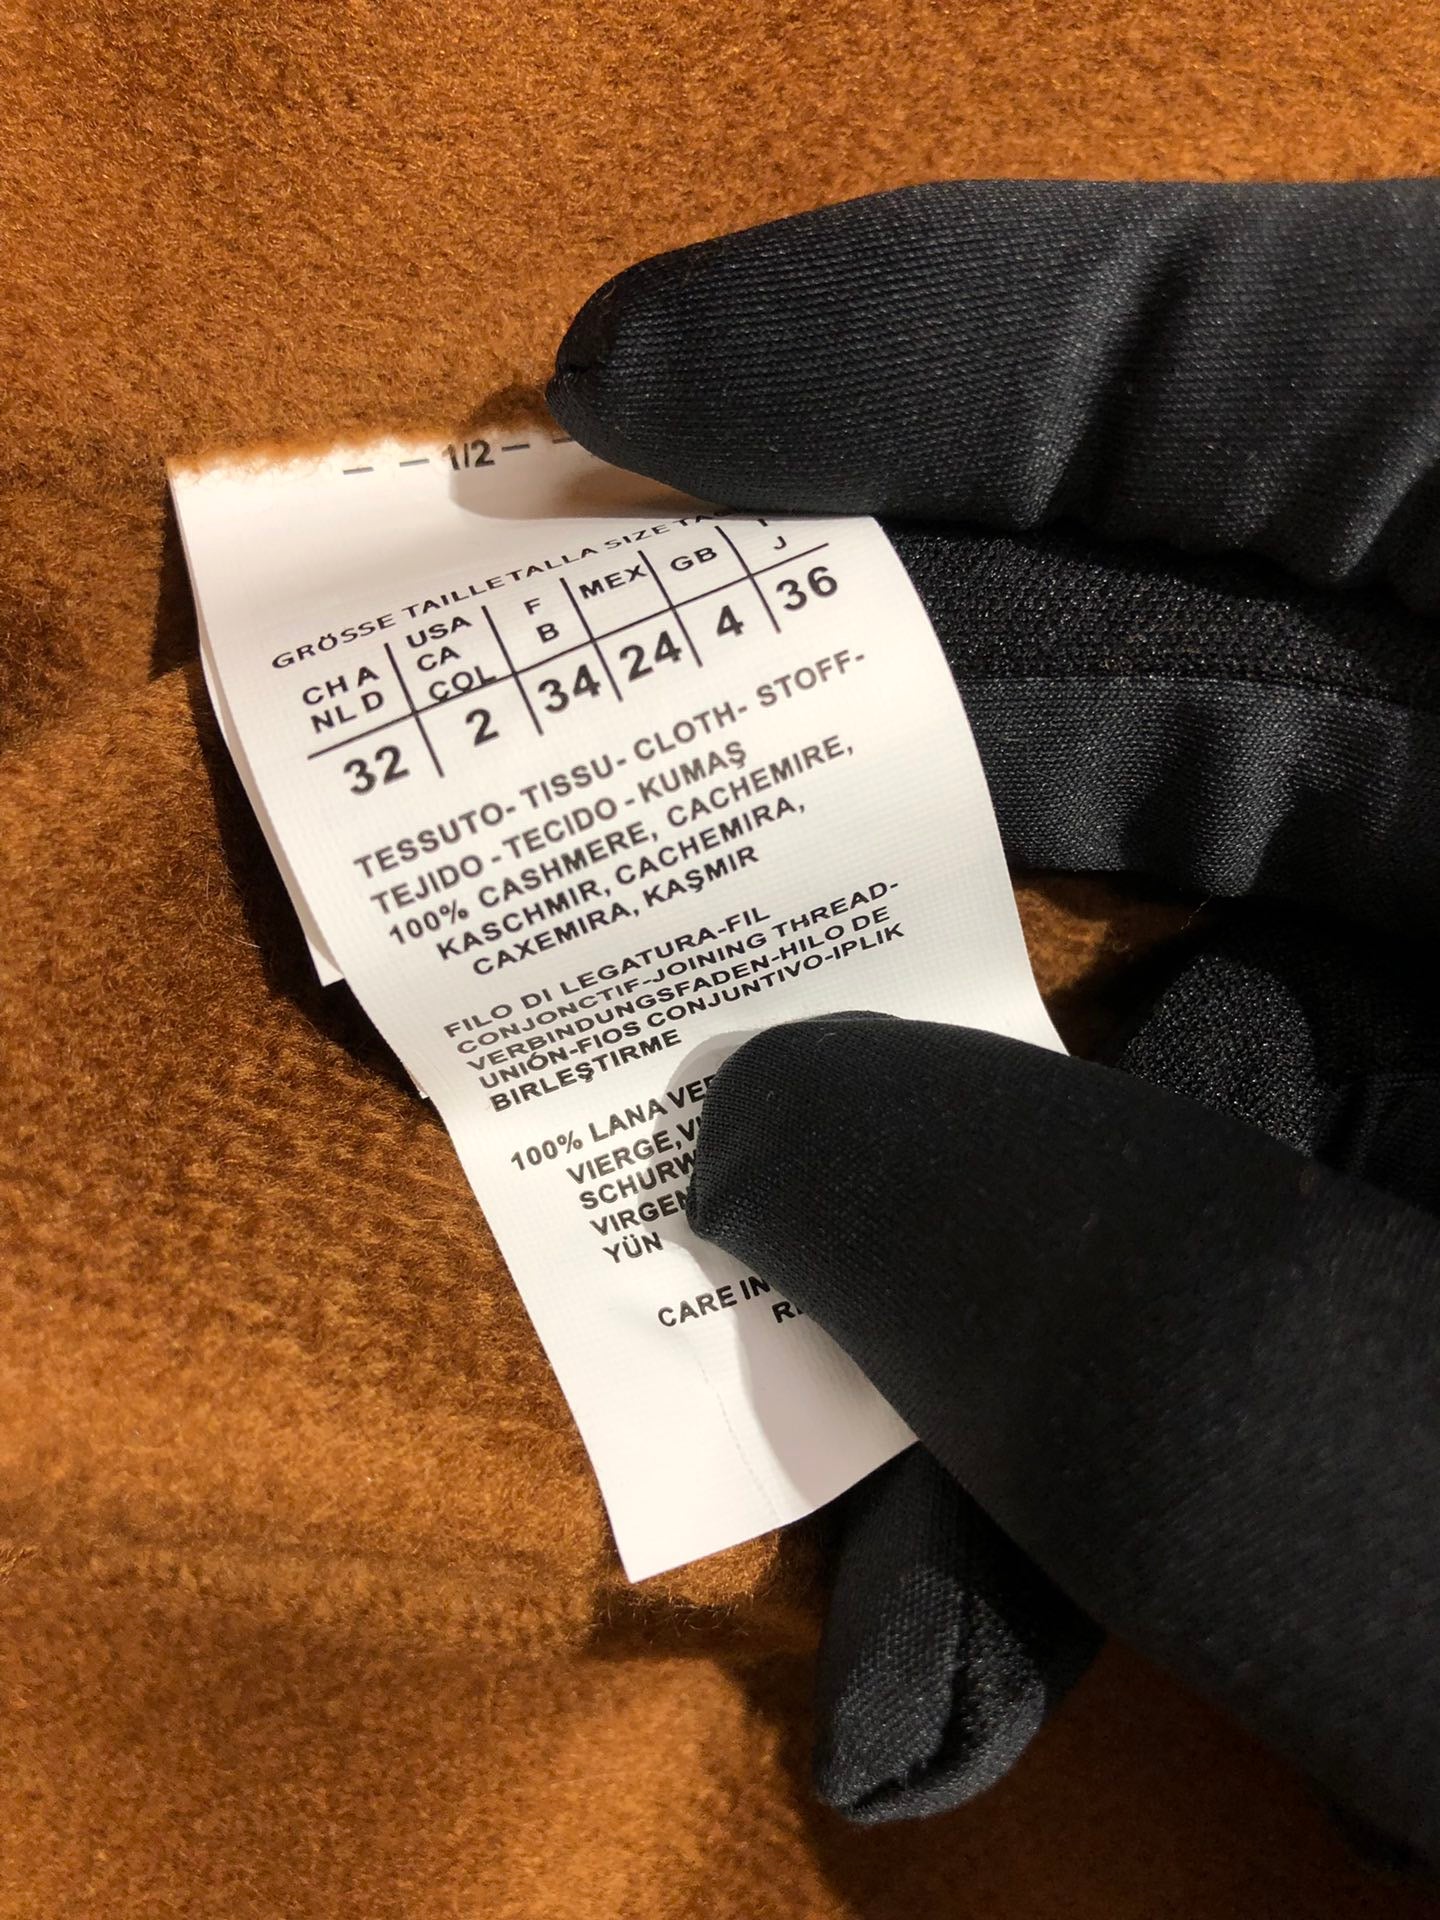 1/2
GRÖSSE TAILLE TALLA SIZE
CH A
NL D
USA
CA
COL
F
B
MEX
GB
J
32
2
34
24
4
36
TESSUTO- TISSU- CLOTH- STOFF-
TEJIDO - TECIDO - KUMAŞ
100% CASHMERE, CACHEMIRE,
KASCHMIR, CACHEMIRA,
CAXEMIRA, KAŞMIR
FILO DI LEGATURA-FIL
CONJONCTIF-JOINING THREAD-
VERBINDUNGSFADEN-HILO DE
UNIÓN-FIOS CONJUNTIVO-IPLIK
BIRLEŞTIRME
100% LANA
VIERGE,
YÜN
CARE